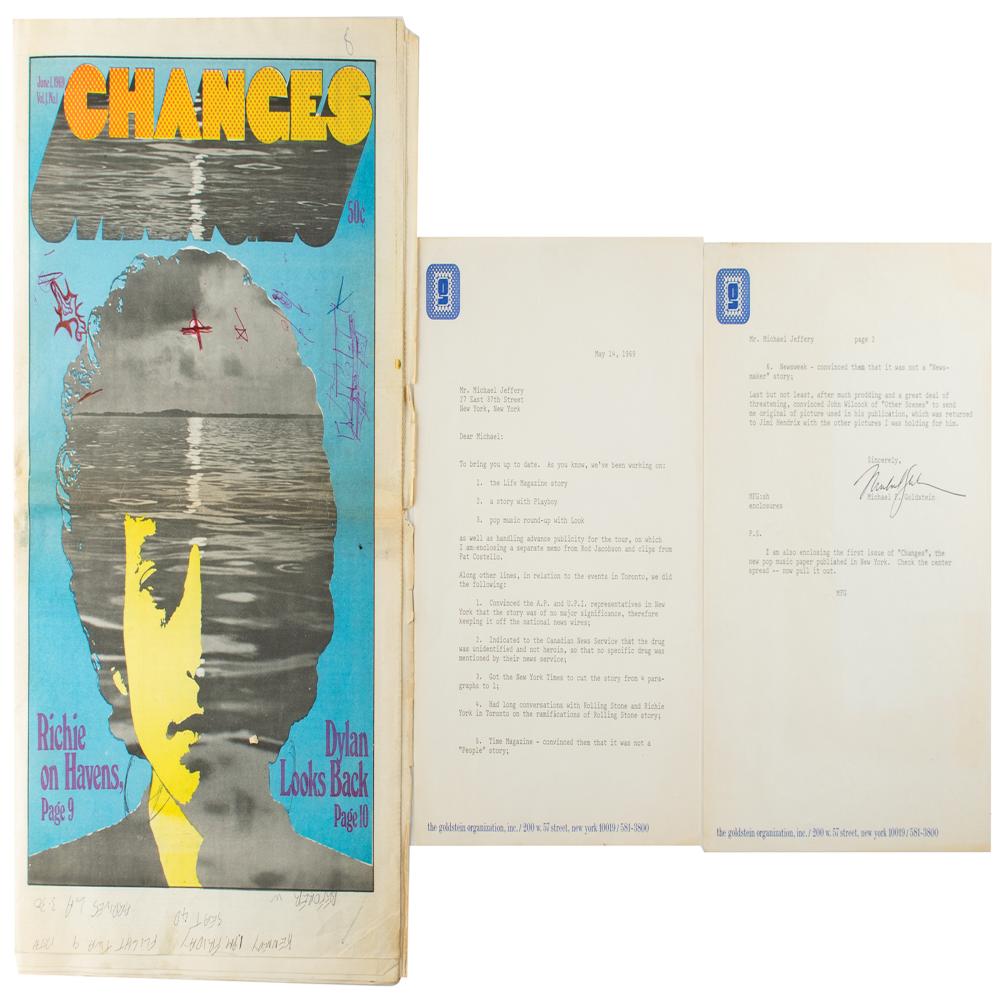 June 1, 1969
Vol. 1, No. 1
CHANGES
50¢
Richie
on Havens,
Page 9
Dylan
Looks Back
Page 10
ARRIVES LA 3:30
SEAT 4D
KENNEDY 1PM FRIDAY FLIGHT TWA 9
g
May 14, 1969
Mr. Michael Jeffery
27 East 37th Street
New York, New York
Dear Michael:
To bring you up to date. As you know, we've been working on:
1. the Life Magazine story
2. a story with Playboy
3. pop music round-up with Look
as well as handling advance publicity for the tour, on which
I am enclosing a separate memo from Rod Jacobson and clips from
Pat Costello.
Along other lines, in relation to the events in Toronto, we did
the following:
1. Convinced the A.P. and U.P.I. representatives in New
York that the story was of no major significance, therefore
keeping it off the national news wires;
2. Indicated to the Canadian News Service that the drug
was unidentified and not heroin, so that no specific drug was
mentioned by their news service;
3. Got the New York Times to cut the story from 4 para-
graphs to 1;
4. Had long conversations with Rolling Stone and Richie
York in Toronto on the ramifications of Rolling Stone story;
5. Time Magazine - convinced them that it was not a
"People" story;
the goldstein organization, inc. / 200 w. 57 street, new york 10019 / 581-3800
g
Mr. Michael Jeffery page 2
6. Newsweek - convinced them that it was not a "News-
maker" story;
Last but not least, after much prodding and a great deal of
threatening, convinced John Wilcock of "Other Scenes" to send
me original of picture used in his publication, which was returned
to Jimi Hendrix with the other pictures I was holding for him.
Sincerely,
Michael F. Goldstein
MFG:sh
enclosures
P.S.
I am also enclosing the first issue of "Changes", the
new pop music paper published in New York. Check the center
spread -- now pull it out.
MFG
the goldstein organization, inc. / 200 w. 57 street, new york 10019 / 581-3800